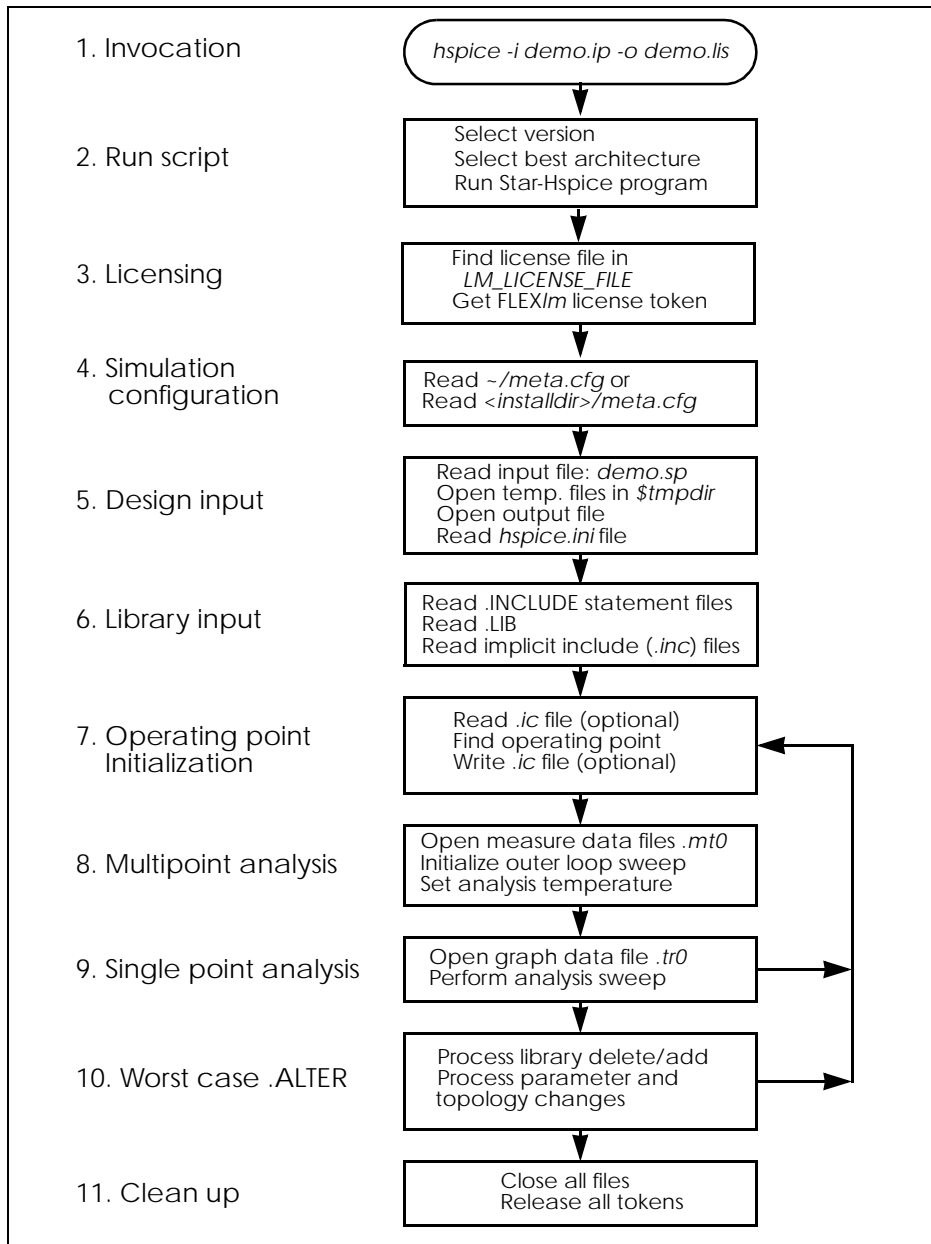 1. Invocation
hspice -i demo.ip -o demo.lis
2. Run script
Select version
Select best architecture
Run Star-Hspice program
3. Licensing
Find license file in
LM_LICENSE_FILE
Get FLEXlm license token
4. Simulation
configuration
Read ~/meta.cfg or
Read <installdir>/meta.cfg
5. Design input
Read input file: demo.sp
Open temp. files in $tmpdir
Open output file
Read hspice.ini file
6. Library input
Read .INCLUDE statement files
Read .LIB
Read implicit include (.inc) files
7. Operating point
Initialization
Read .ic file (optional)
Find operating point
Write .ic file (optional)
8. Multipoint analysis
Open measure data files .mt0
Initialize outer loop sweep
Set analysis temperature
9. Single point analysis
Open graph data file .tr0
Perform analysis sweep
10. Worst case .ALTER
Process library delete/add
Process parameter and
topology changes
11. Clean up
Close all files
Release all tokens